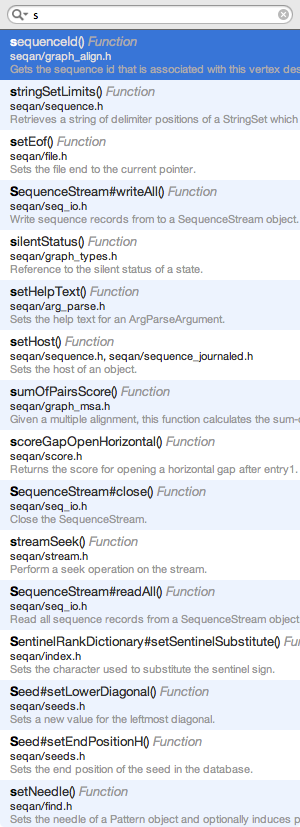 s
sequenceId() Function
seqan/graph_align.h
Gets the sequence id that is associated with this vertex des
stringSetLimits() Function
seqan/sequence.h
Retrieves a string of delimiter positions of a StringSet which
setEof() Function
seqan/file.h
Sets the file end to the current pointer.
SequenceStream#writeAll() Function
seqan/seq_io.h
Write sequence records from to a SequenceStream object.
silentStatus() Function
seqan/graph_types.h
Reference to the silent status of a state.
setHelpText() Function
seqan/arg_parse.h
Sets the help text for an ArgParseArgument.
setHost() Function
seqan/sequence.h, seqan/sequence_journaled.h
Sets the host of an object.
sumOfPairsScore() Function
seqan/graph_msa.h
Given a multiple alignment, this function calculates the sum-o
scoreGapOpenHorizontal() Function
seqan/score.h
Returns the score for opening a horizontal gap after entry1.
SequenceStream#close() Function
seqan/seq_io.h
Close the SequenceStream.
streamSeek() Function
seqan/stream.h
Perform a seek operation on the stream.
SequenceStream#readAll() Function
seqan/seq_io.h
Read all sequence records from a SequenceStream object
SentinelRankDictionary#setSentinelSubstitute() Fu
seqan/index.h
Sets the character used to substitute the sentinel sign.
Seed#setLowerDiagonal() Function
seqan/seeds.h
Sets a new value for the leftmost diagonal.
Seed#setEndPositionH() Function
seqan/seeds.h
Sets the end position of the seed in the database.
setNeedle() Function
seqan/find.h
Sets the needle of a Pattern object and optionally induces p